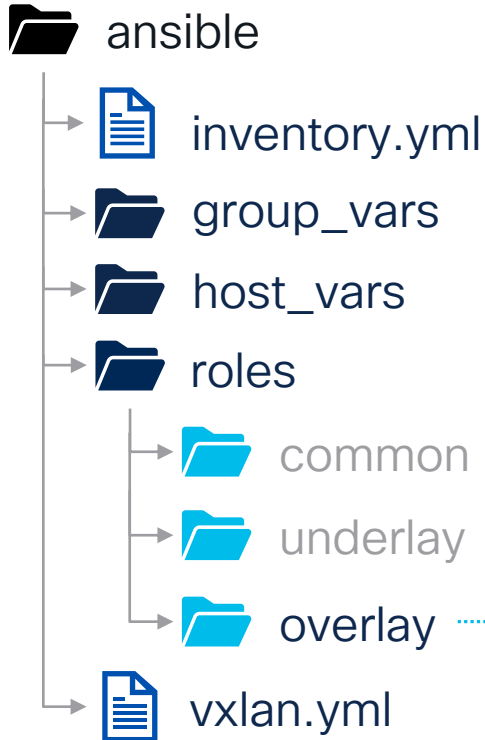 ansible
inventory.yml
group_vars
host_vars
roles
common
underlay
overlay
vxlan.yml